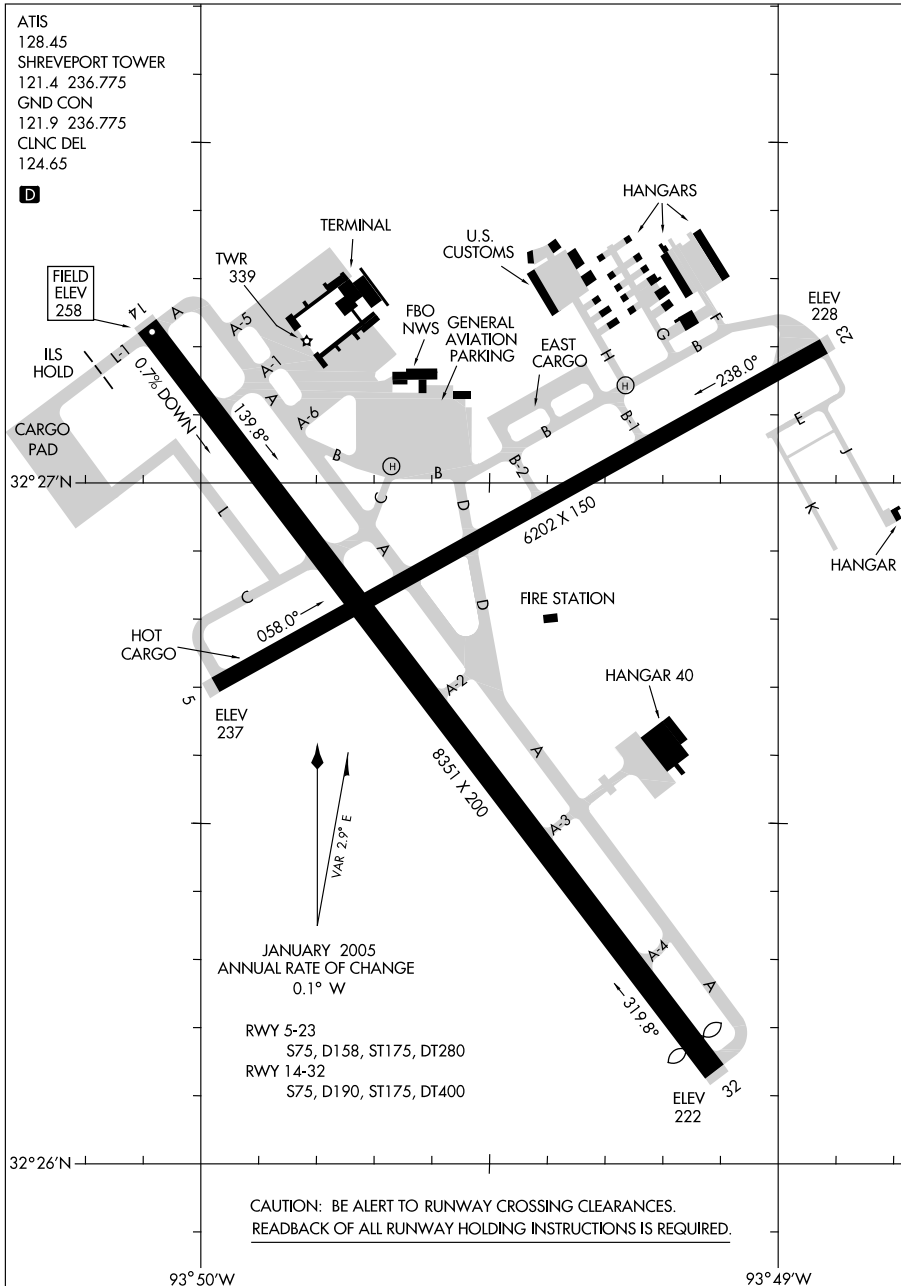 ATIS
128.45
SHREVEPORT TOWER
121.4 236.775
GND CON
121.9 236.775
CLNC DEL
124.65
D
HANGARS
TERMINAL
U.S.
CUSTOMS
TWR
339
FIELD
ELEV
258
14
A
A-5
FBO
NWS
GENERAL
AVIATION
PARKING
ELEV
228
23
F
G
B
H
EAST
CARGO
L-1
ILS
HOLD
A-1
0.7% DOWN
139.8°
A
A-6
H
238.0°
CARGO
PAD
B
B
B-1
E
J
B
H
B-2
32°27'N
C
D
K
L
6202 X 150
A
HANGAR
C
058.0°
D
FIRE STATION
HOT
CARGO
5
A-2
HANGAR 40
ELEV
237
A
8351 X 200
A-3
VAR 2.9° E
A-4
A
JANUARY 2005
ANNUAL RATE OF CHANGE
0.1° W
319.8°
RWY 5-23
S75, D158, ST175, DT280
RWY 14-32
S75, D190, ST175, DT400
32
ELEV
222
32°26'N
CAUTION: BE ALERT TO RUNWAY CROSSING CLEARANCES.
READBACK OF ALL RUNWAY HOLDING INSTRUCTIONS IS REQUIRED.
93°50'W
93°49'W